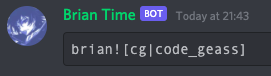 Brian Time BOT Today at 21:43
brian![cg|code_geass]